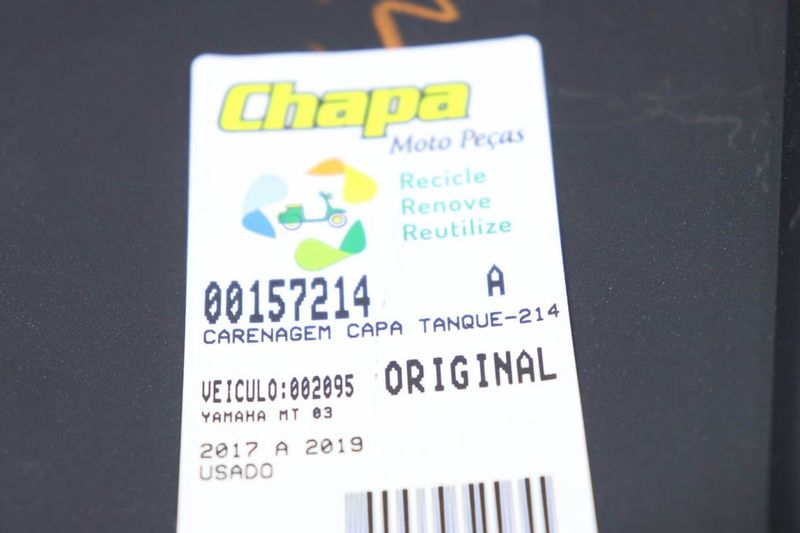 Chapa
Moto Peças
Recicle
Renove
Reutilize
00157214 A
CARENAGEM CAPA TANQUE-214
VEICULO:002095 ORIGINAL
YAMAHA MT 03
2017 A 2019
USADO